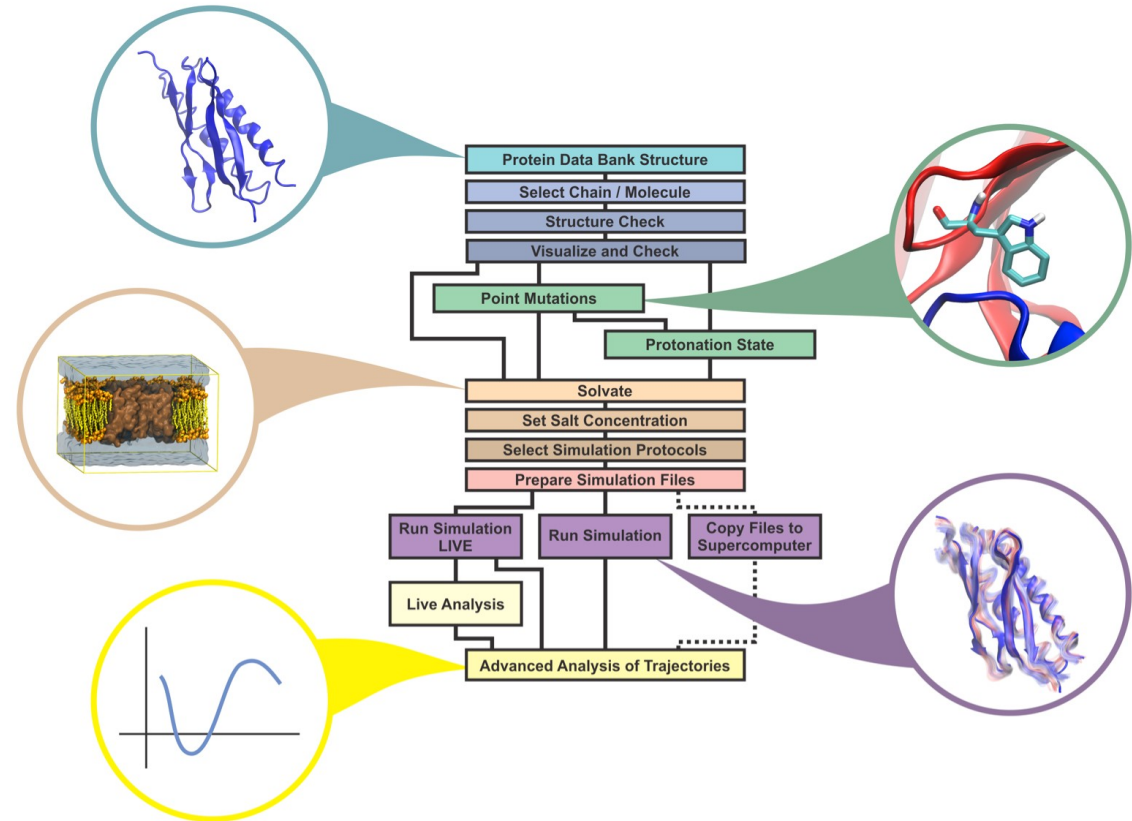 Protein Data Bank Structure
Select Chain / Molecule
Structure Check
Visualize and Check
Point Mutations
Protonation State
Solvate
Set Salt Concentration
Select Simulation Protocols
Prepare Simulation Files
Run Simulation
LIVE
Run Simulation
Copy Files to
Supercomputer
Live Analysis
Advanced Analysis of Trajectories